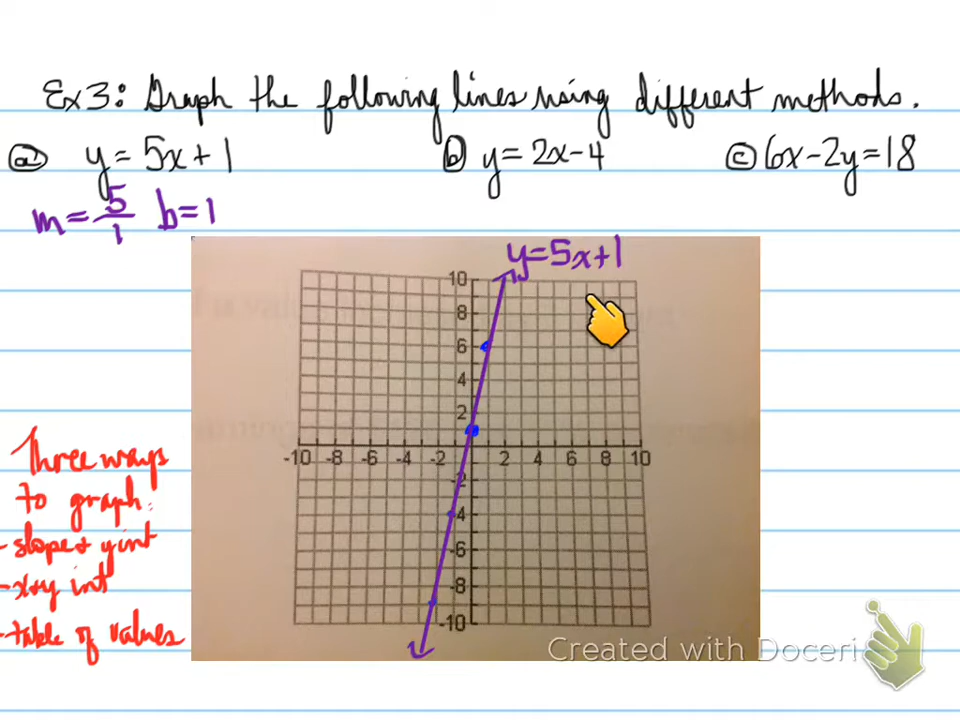 Ex3: Graph the following lines using different methods.
a) y = 5x + 1 b) y = 2x - 4 c) 6x - 2y = 18
m = 5/1 b = 1
y = 5x + 1
10
8
6
4
2
-10 -8 -6 -4 -2 2 4 6 8 10
-2
-4
-6
-8
-10
Three ways
to graph:
- slope + y int
- x + y int
- table of values
Created with Doceri